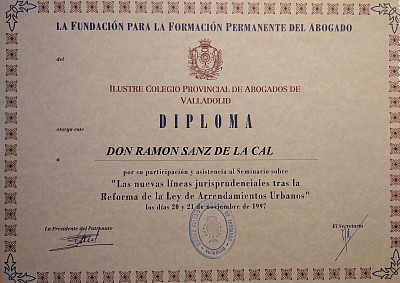 LA FUNDACIÓN PARA LA FORMACIÓN PERMANENTE DEL ABOGADO
del
ILUSTRE COLEGIO PROVINCIAL DE ABOGADOS DE
VALLADOLID
otorga este
DIPLOMA
a
DON RAMON SANZ DE LA CAL
por su participación y asistencia al Seminario sobre
"Las nuevas líneas jurisprudenciales tras la
Reforma de la Ley de Arrendamientos Urbanos"
los días 20 y 21 de noviembre de 1997
La Presidente del Patronato
El Secretario